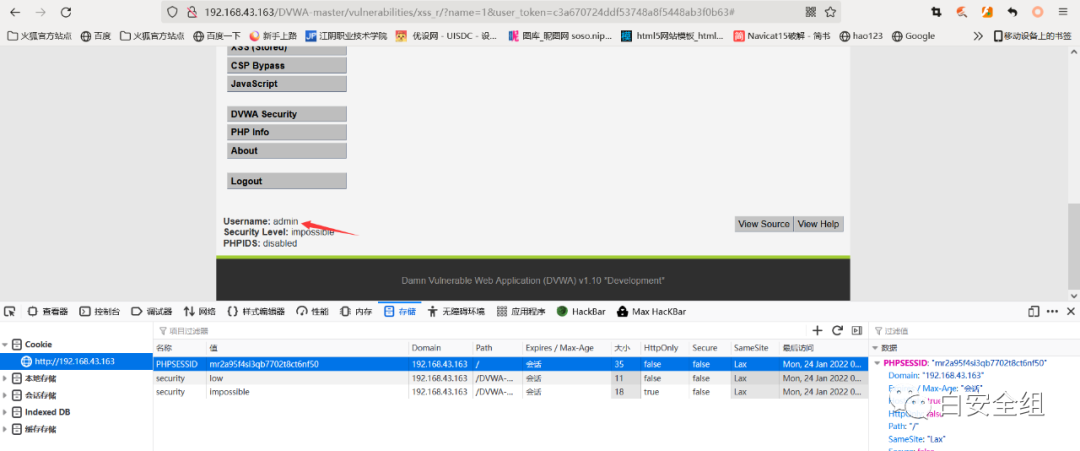 192.168.43.163/DVWA-master/vulnerabilities/xss_r/?name=1&user_token=c3a670724ddf53748a8f5448ab3f0b63#
火狐官方站点 百度 火狐官方站点 百度一下 新手上路 江阴职业技术学院 优设网 - UISDC - 设... 图库_昵图网 soso.nip... html5网站模板_html... Navicat15破解 - 简书 hao123 Google 移动设备上的书签
XSS (Stored)
CSP Bypass
JavaScript
DVWA Security
PHP Info
About
Logout
Username: admin
Security Level: impossible
PHPIDS: disabled
View Source View Help
Damn Vulnerable Web Application (DVWA) v1.10 *Development*
查看器 控制台 调试器 网络 样式编辑器 性能 内存 存储 无障碍环境 应用程序 HackBar Max HacKBar
Cookie
http://192.168.43.163
本地存储
会话存储
Indexed DB
缓存存储
项目过滤器
名称 值 Domain Path Expires / Max-Age 大小 HttpOnly Secure SameSite 最后访问
PHPSESSID mr2a95f4si3qb7702t8ct6nf50 192.168.43.163 / 会话 35 false false Lax Mon, 24 Jan 2022 0...
security low 192.168.43.163 /DVWA-... 会话 11 false false Lax Mon, 24 Jan 2022 0...
security impossible 192.168.43.163 /DVWA-... 会话 18 true false Lax Mon, 24 Jan 2022 0...
过滤值
数据
PHPSESSID: "mr2a95f4si3qb7702t8ct6nf50"
Domain: "192.168.43.163"
/ Max-Age: "会话"
true
Path: "/"
SameSite: "Lax"
白安全组